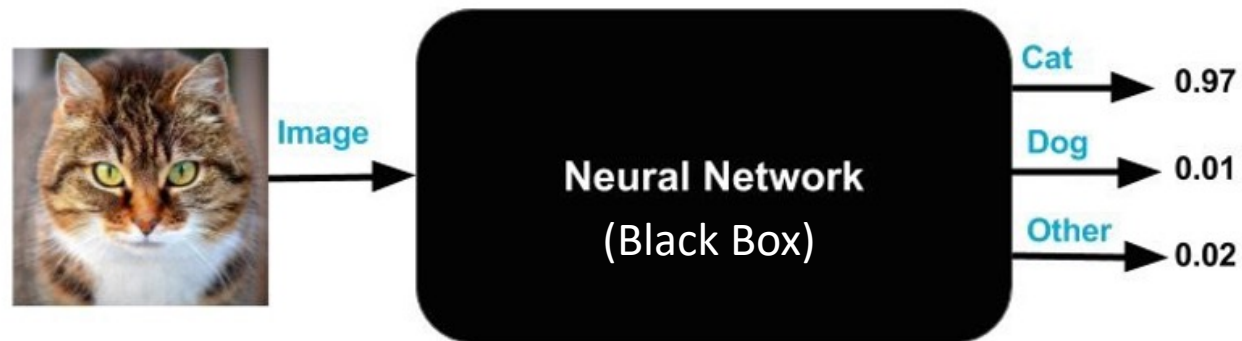 Image
Neural Network
(Black Box)
Cat
0.97
Dog
0.01
Other
0.02